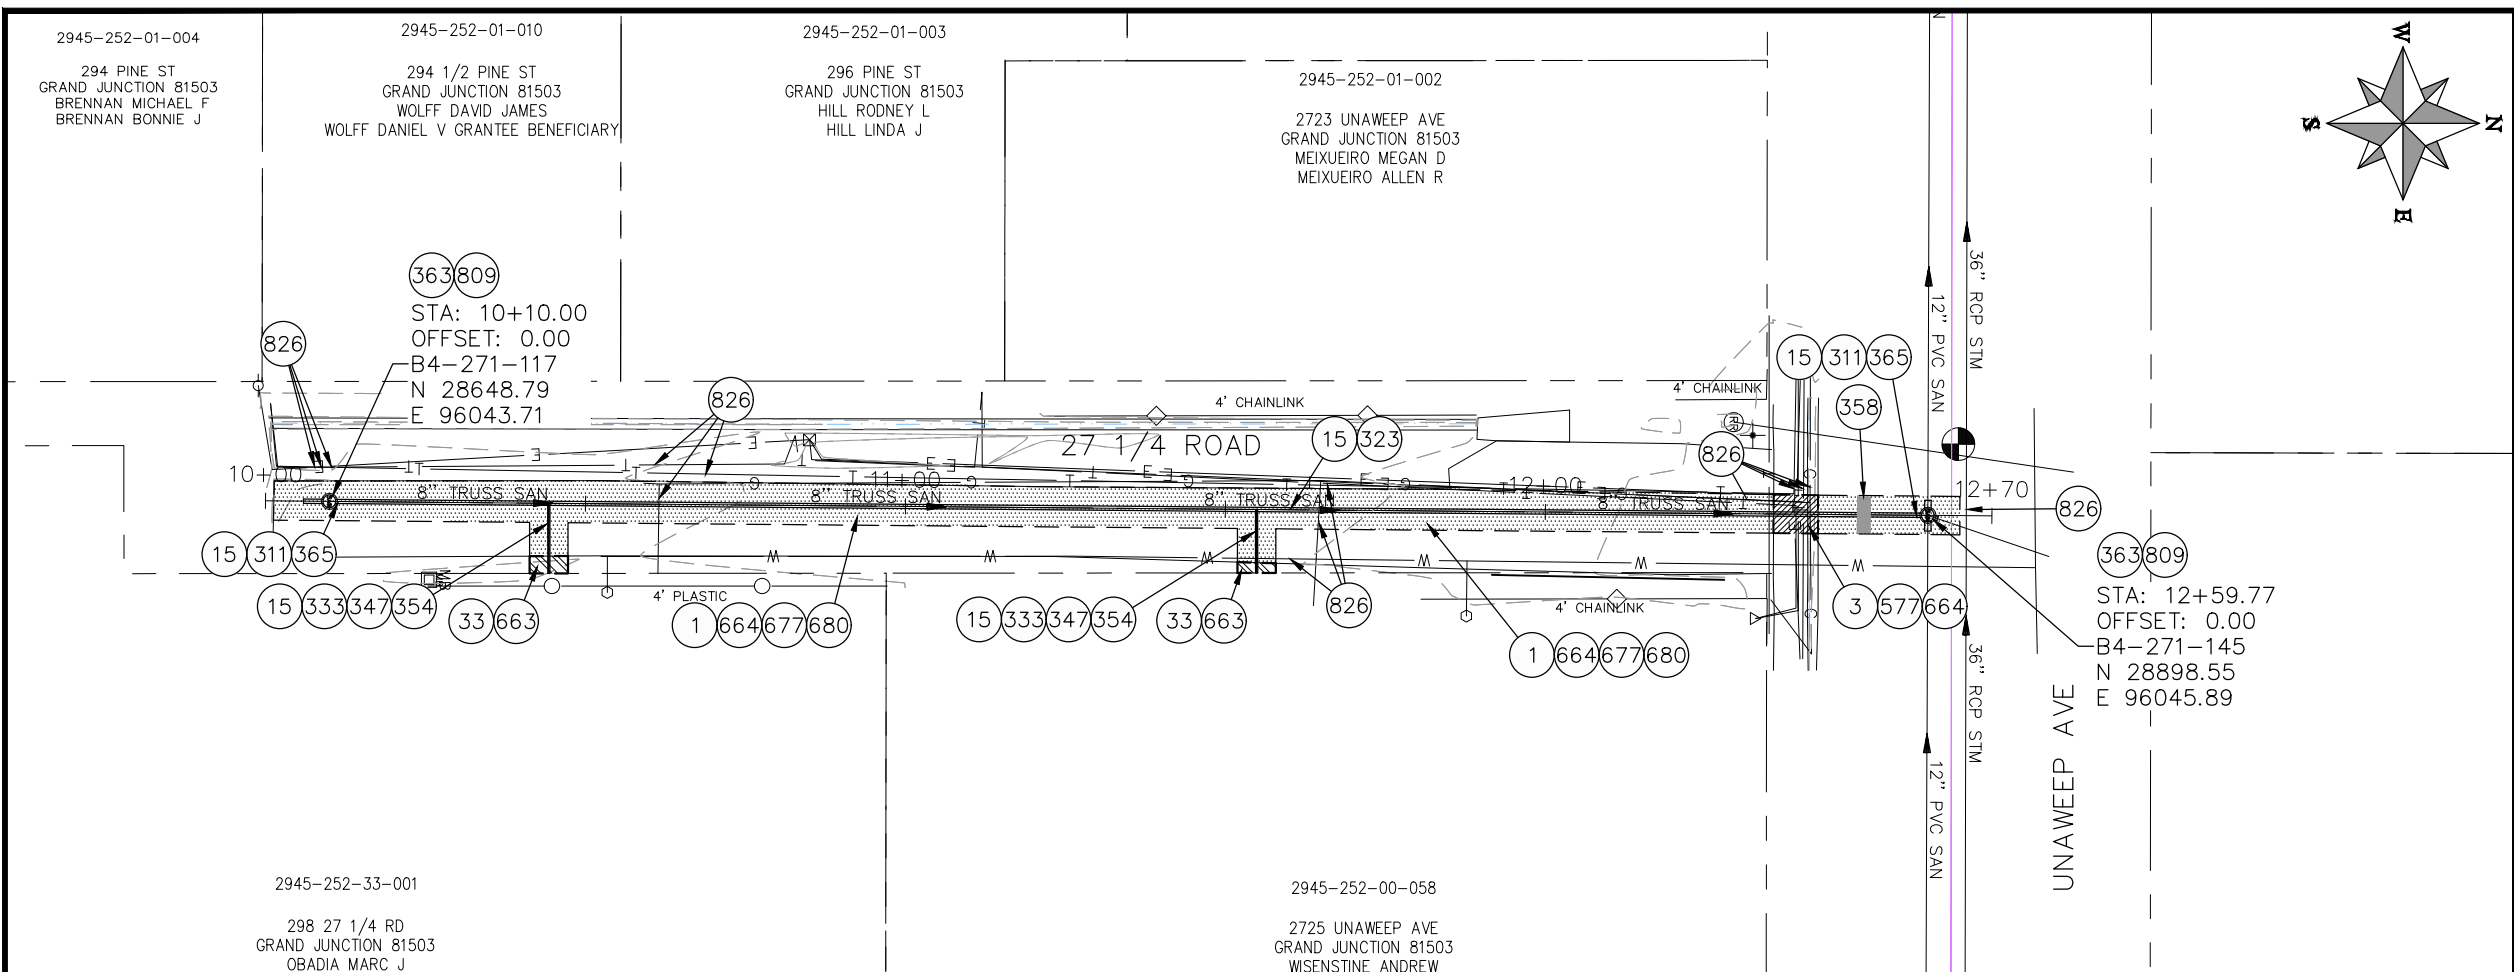 2945-252-01-004
294 PINE ST
GRAND JUNCTION 81503
BRENNAN MICHAEL F
BRENNAN BONNIE J
2945-252-01-010
294 1/2 PINE ST
GRAND JUNCTION 81503
WOLFF DAVID JAMES
WOLFF DANIEL V GRANTEE BENEFICIARY
2945-252-01-003
296 PINE ST
GRAND JUNCTION 81503
HILL RODNEY L
HILL LINDA J
2945-252-01-002
2723 UNAWEEP AVE
GRAND JUNCTION 81503
MEIXUEIRO MEGAN D
MEIXUEIRO ALLEN R
W
S
N
E
363 809
STA: 10+10.00
OFFSET: 0.00
B4-271-117
N 28648.79
E 96043.71
826
826
4' CHAINLINK
27 1/4 ROAD
15 323
4' CHAINLINK
826
15 311 365
358
12" PVC SAN
36" RCP STM
10+00
11+00
12+00
12+70
8" TRUSS SAN
8" TRUSS SAN
8" TRUSS SAN
8" TRUSS SAN
E
E
E
E
E
E
E
E
T
T
T
T
T
T
T
G
G
G
G
G
W
W
W
W
W
W
826
15 311 365
15 333 347 354
33 663
4' PLASTIC
1 664 677 680
15 333 347 354
33 663
826
1 664 677 680
4' CHAINLINK
3 577 664
363 809
STA: 12+59.77
OFFSET: 0.00
B4-271-145
N 28898.55
E 96045.89
36" RCP STM
12" PVC SAN
UNAWEEP AVE
2945-252-33-001
298 27 1/4 RD
GRAND JUNCTION 81503
OBADIA MARC J
2945-252-00-058
2725 UNAWEEP AVE
GRAND JUNCTION 81503
WISENSTINE ANDREW